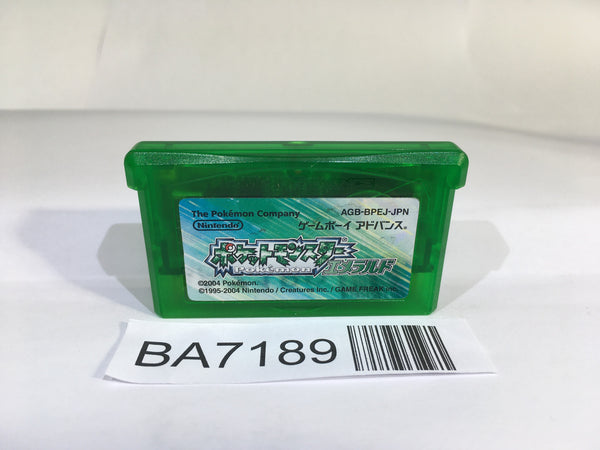 The Pokémon Company
AGB-BPEJ-JPN
Nintendo
ゲームボーイ アドバンス®
ポケットモンスター
Pokémon
エメラルド
©2004 Pokémon.
©1995-2004 Nintendo / Creatures inc. / GAME FREAK inc.
BA7189